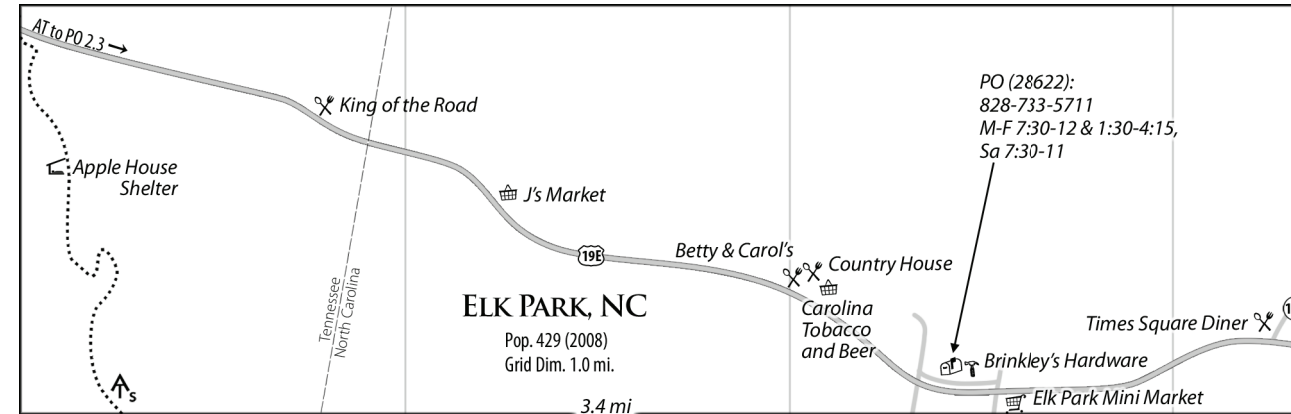 AT to PO 2.3
King of the Road
PO (28622):
828-733-5711
M-F 7:30-12 & 1:30-4:15,
Sa 7:30-11
Apple House
Shelter
J's Market
19E
Betty & Carol's
Country House
Carolina
Tobacco
and Beer
Tennessee
North Carolina
ELK PARK, NC
Pop. 429 (2008)
Grid Dim. 1.0 mi.
Times Square Diner
Brinkley's Hardware
Elk Park Mini Market
3.4 mi
S